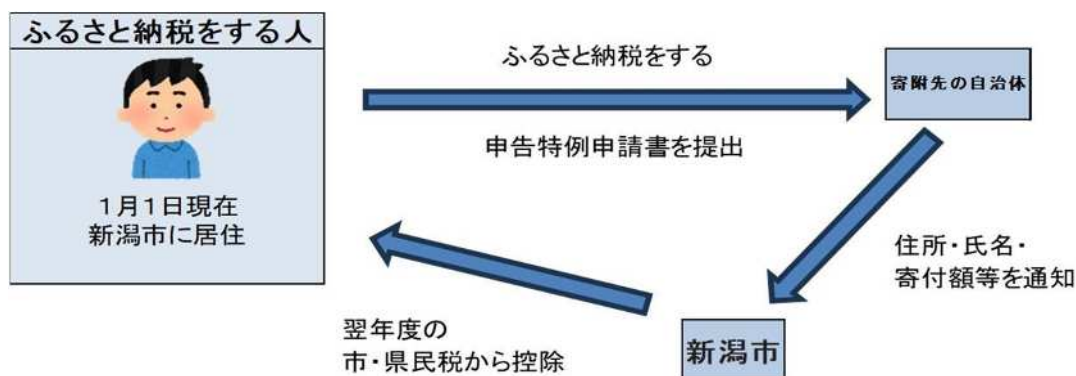 ふるさと納税をする人
1月1日現在
新潟市に居住
ふるさと納税をする
申告特例申請書を提出
寄附先の自治体
住所・氏名・
寄付額等を通知
新潟市
翌年度の
市・県民税から控除